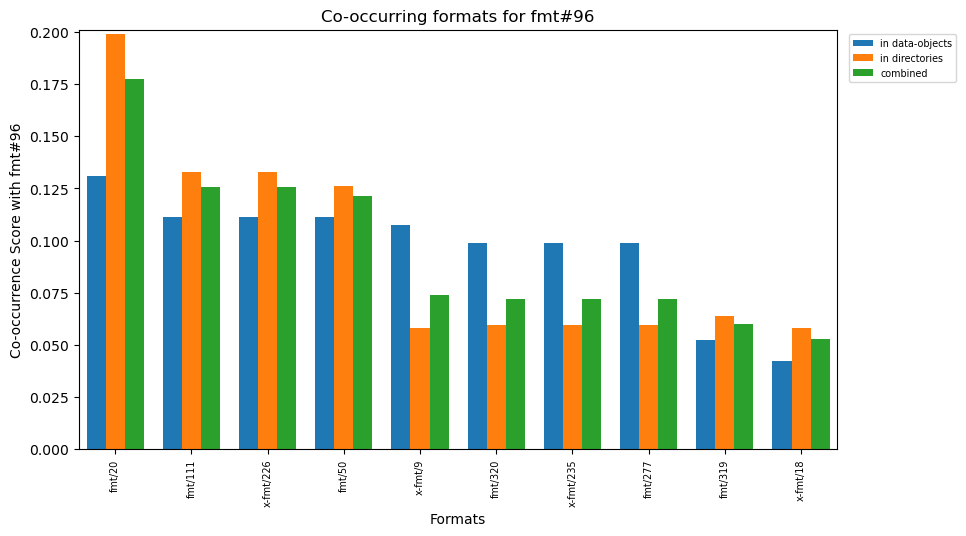 Co-occurring formats for fmt#96
in data-objects
in directories
combined
Co-occurrence Score with fmt#96
0.200
0.175
0.150
0.125
0.100
0.075
0.050
0.025
0.000
fmt/20
fmt/111
x-fmt/226
fmt/50
x-fmt/9
fmt/320
x-fmt/235
fmt/277
fmt/319
x-fmt/18
Formats